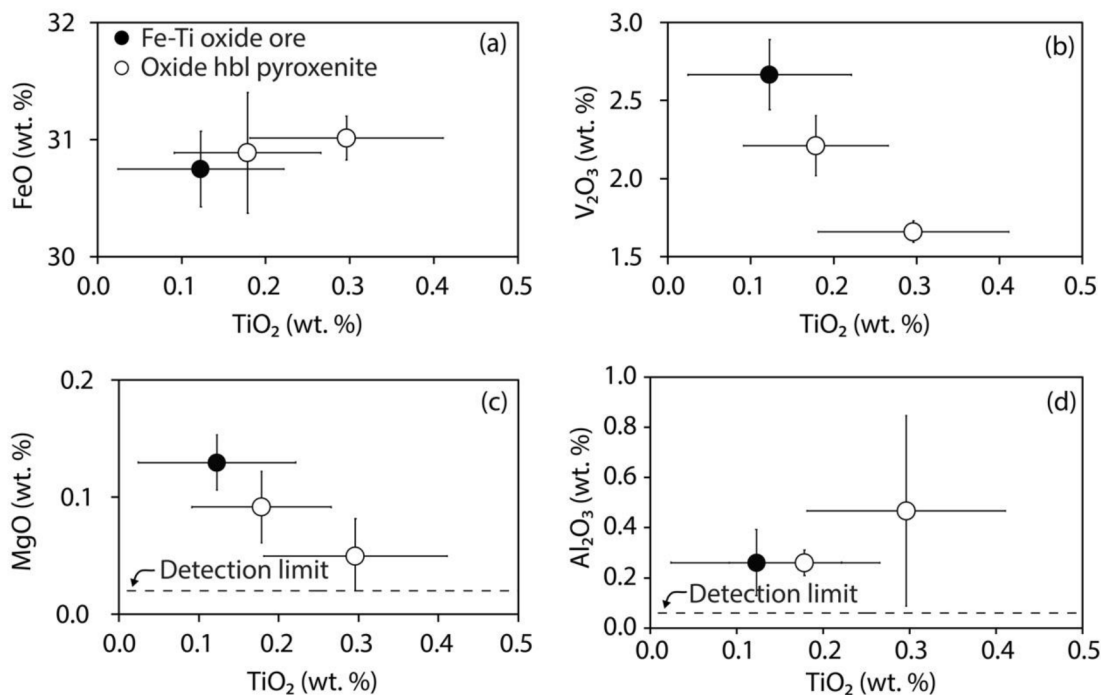 32
Fe-Ti oxide ore
Oxide hbl pyroxenite
(a)
FeO (wt. %)
31
30
0.0 0.1 0.2 0.3 0.4 0.5
TiO₂ (wt. %)
3.0
(b)
2.5
V₂O₃ (wt. %)
2.0
1.5
0.0 0.1 0.2 0.3 0.4 0.5
TiO₂ (wt. %)
0.2
(c)
MgO (wt. %)
0.1
Detection limit
0.0
0.0 0.1 0.2 0.3 0.4 0.5
TiO₂ (wt. %)
1.0
(d)
0.8
0.6
Al₂O₃ (wt. %)
0.4
0.2
Detection limit
0.0
0.0 0.1 0.2 0.3 0.4 0.5
TiO₂ (wt. %)